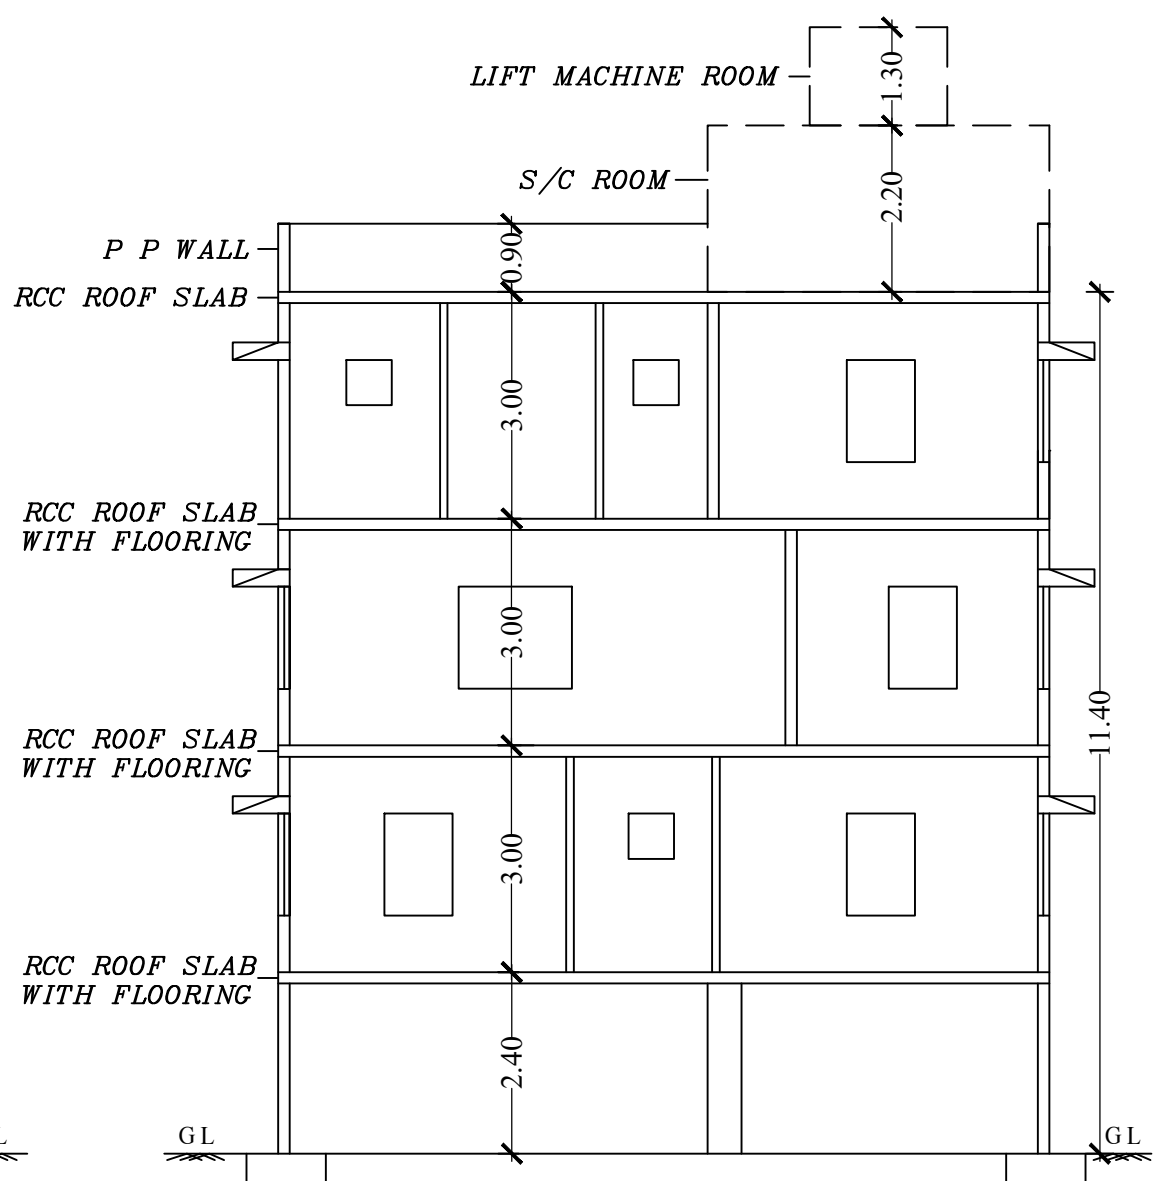 LIFT MACHINE ROOM
1.30
S/C ROOM
2.20
P P WALL
0.90
RCC ROOF SLAB
3.00
RCC ROOF SLAB
WITH FLOORING
3.00
11.40
RCC ROOF SLAB
WITH FLOORING
3.00
RCC ROOF SLAB
WITH FLOORING
2.40
GL
GL